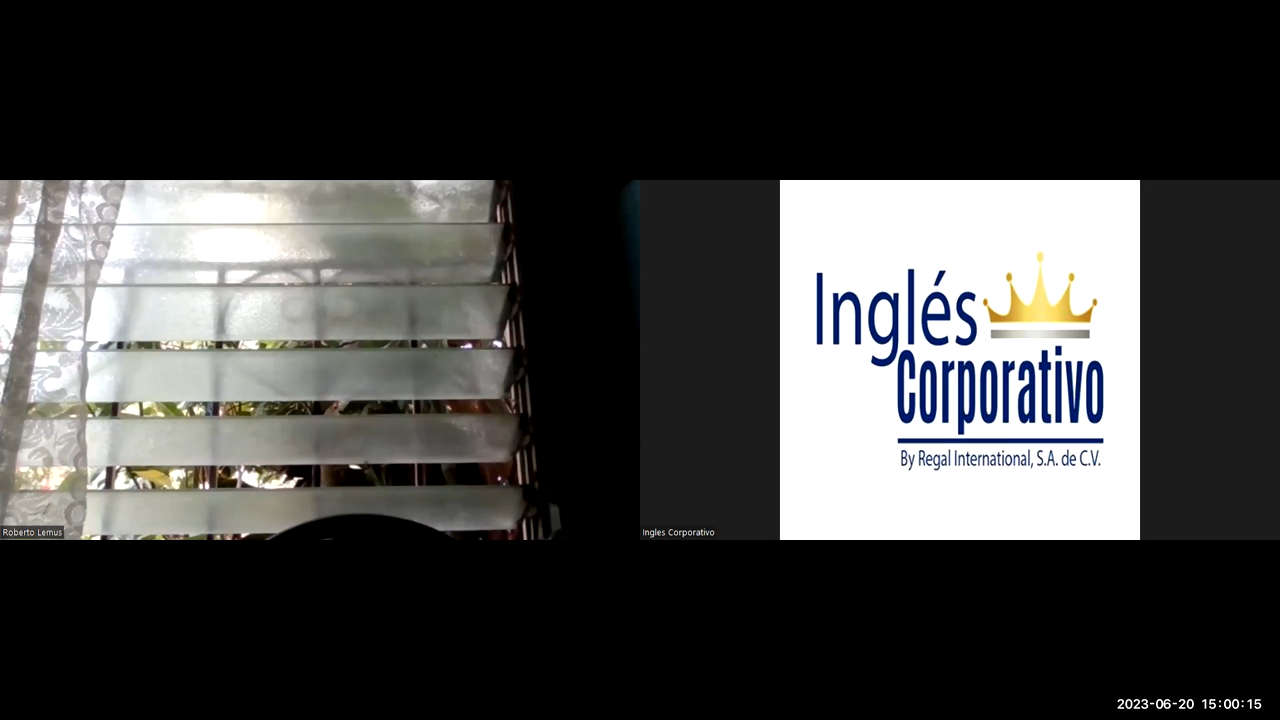 Inglés
Corporativo
By Regal International, S.A. de C.V.
Roberto Lemus
Ingles Corporativo
2023-06-20 15:00:15